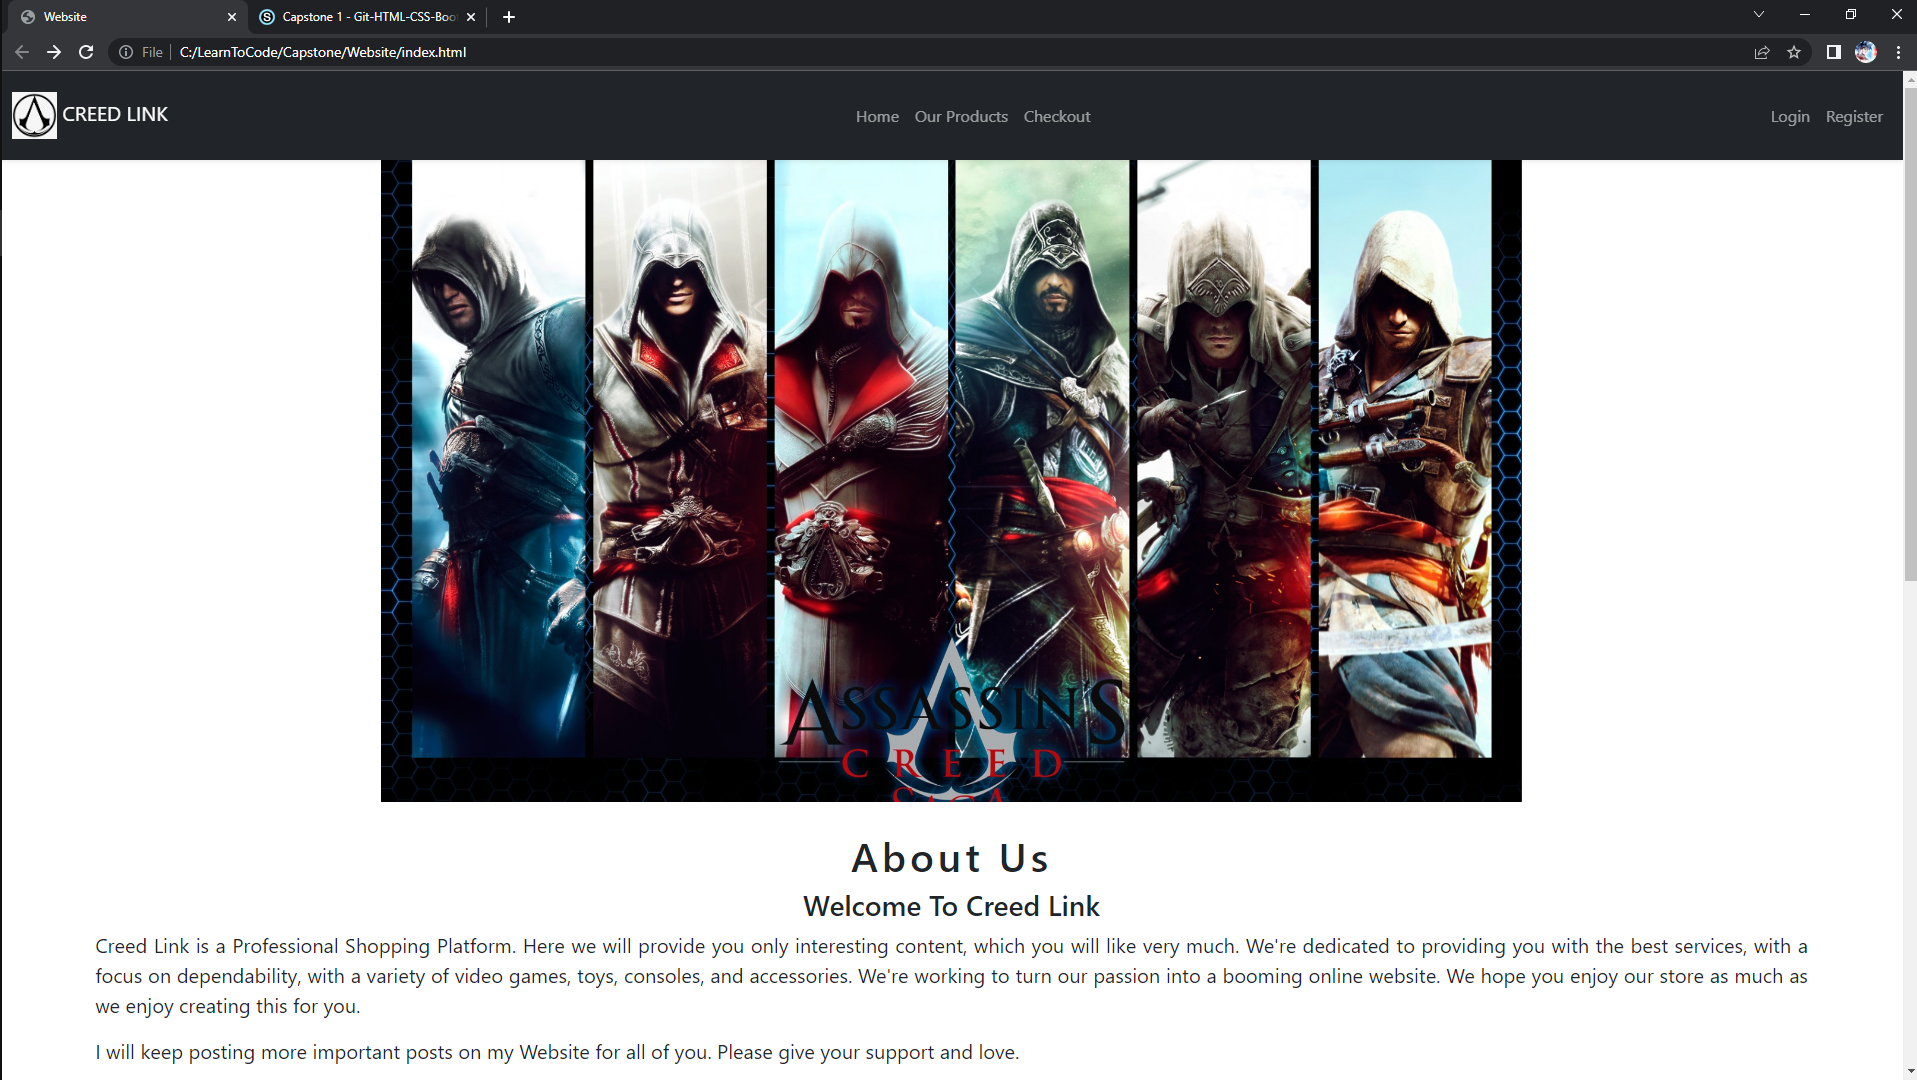 Website
Capstone 1 - Git-HTML-CSS-Boo
File
C:/LearnToCode/Capstone/Website/index.html
CREED LINK
Home
Our Products
Checkout
Login
Register
ASSASSIN'S
CREED
SAGA
About Us
Welcome To Creed Link
Creed Link is a Professional Shopping Platform. Here we will provide you only interesting content, which you will like very much. We're dedicated to providing you with the best services, with a
focus on dependability, with a variety of video games, toys, consoles, and accessories. We're working to turn our passion into a booming online website. We hope you enjoy our store as much as
we enjoy creating this for you.
I will keep posting more important posts on my Website for all of you. Please give your support and love.